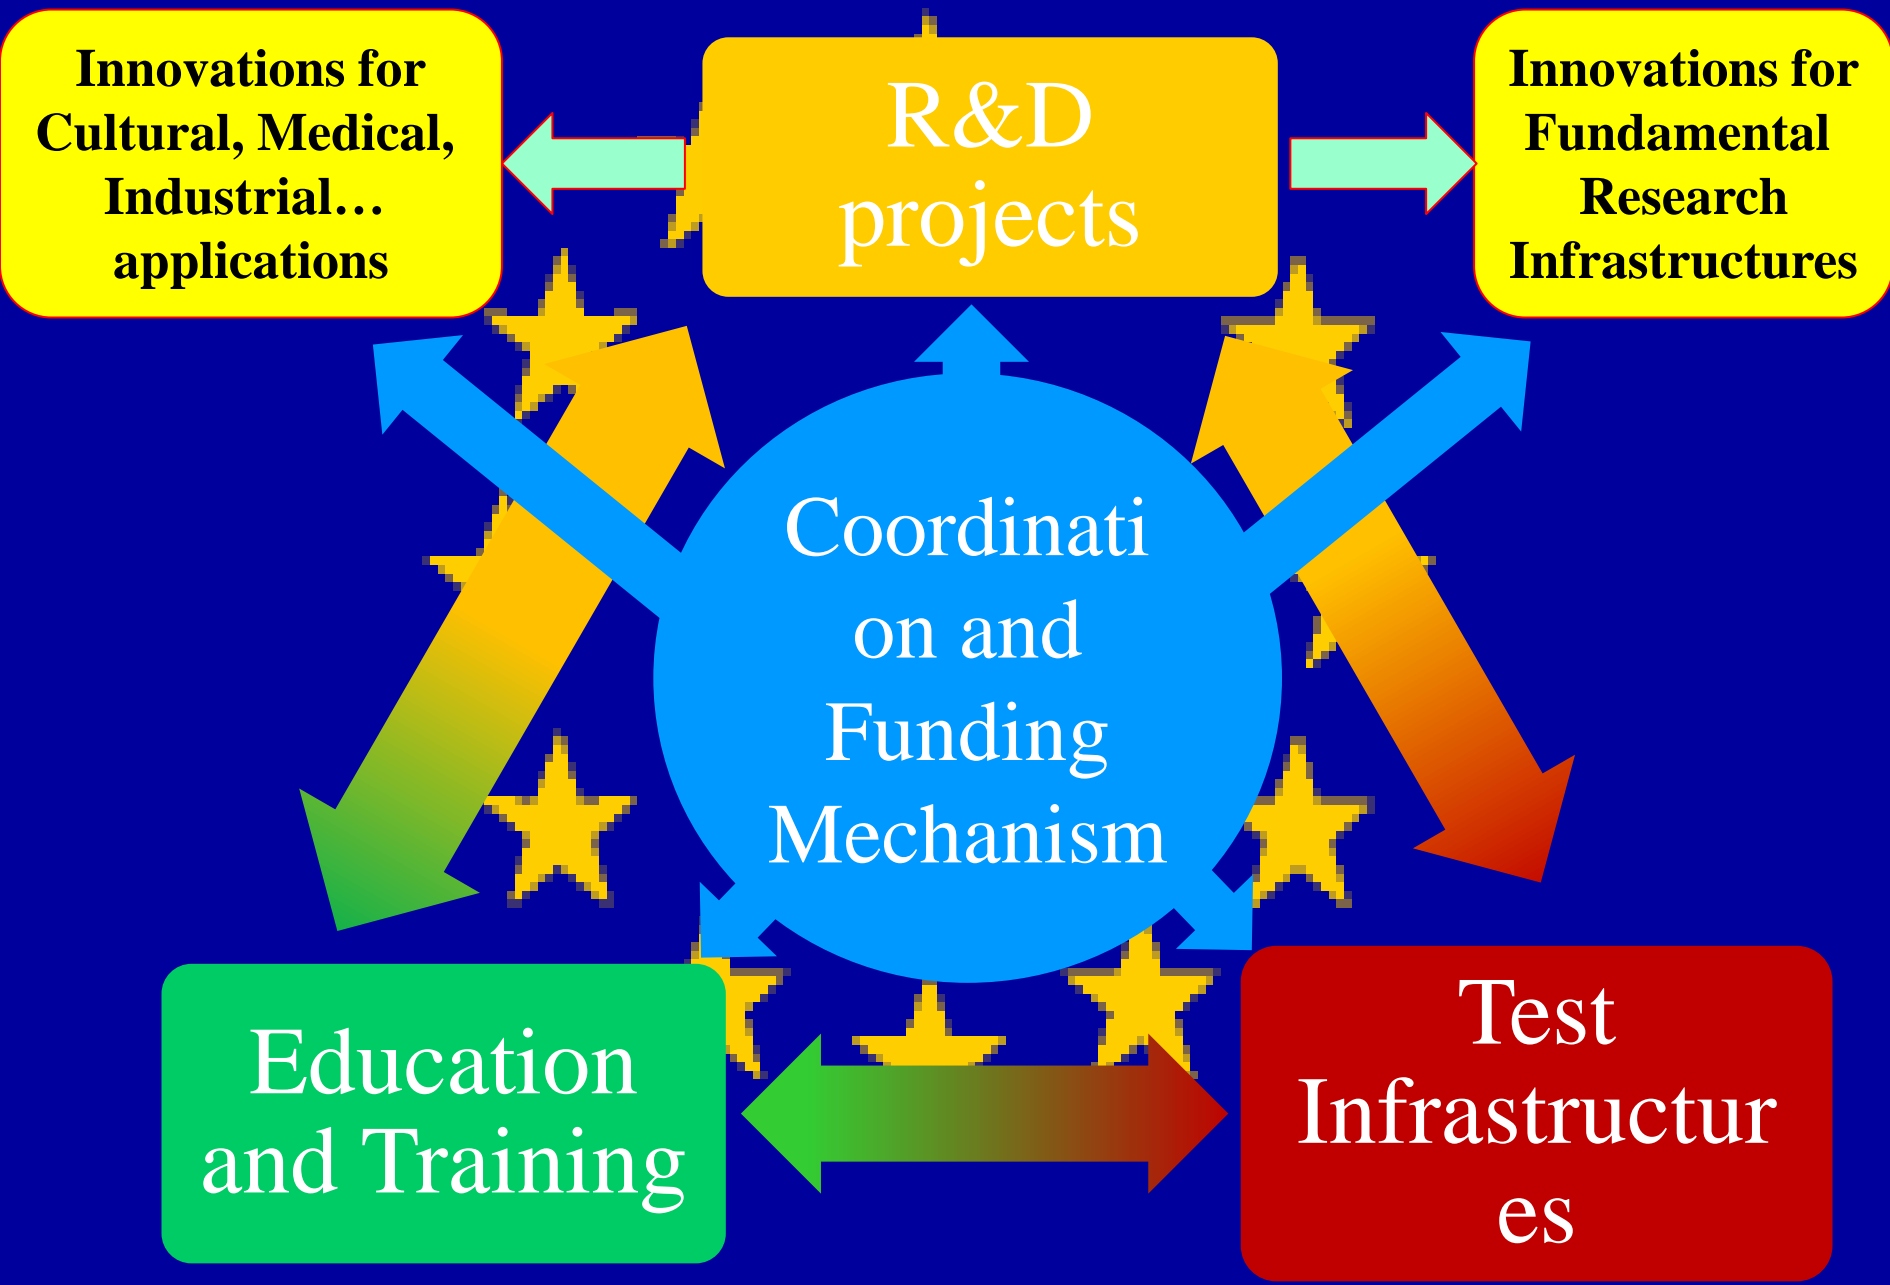 Innovations for
Cultural, Medical,
Industrial…
applications
R&D
projects
Innovations for
Fundamental
Research
Infrastructures
Coordinati
on and
Funding
Mechanism
Education
and Training
Test
Infrastructur
es